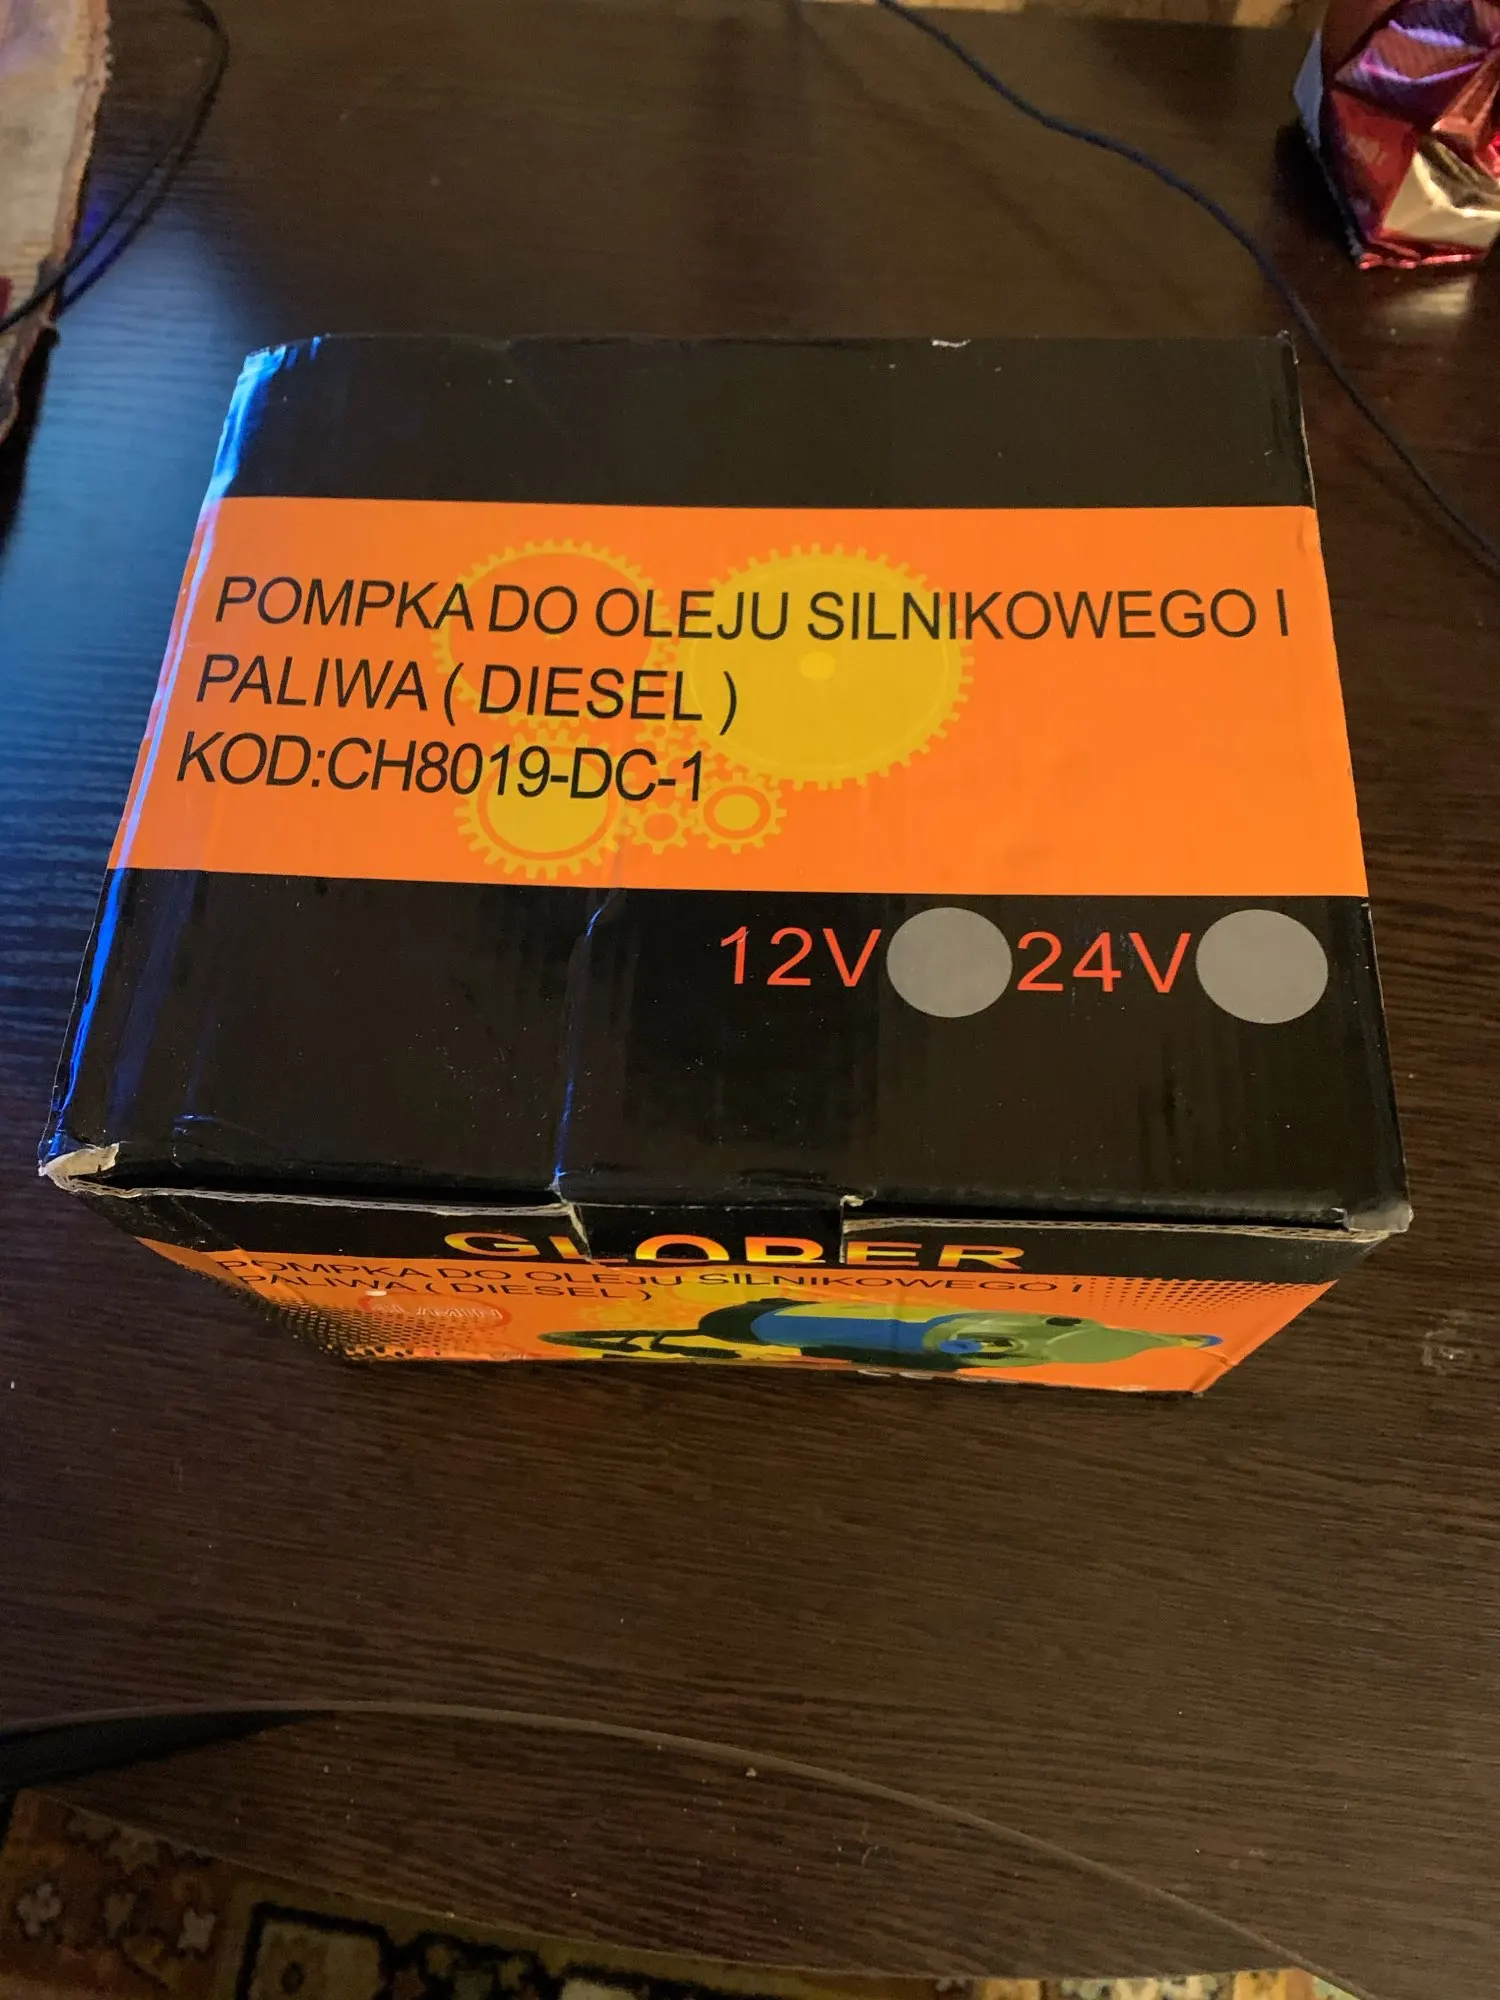 POMPKA DO OLEJU SILNIKOWEGO I
PALIWA ( DIESEL )
KOD:CH8019-DC-1
12V 24V
GLOBER
POMPKA DO OLEJU SILNIKOWEGO I
PALIWA ( DIESEL )